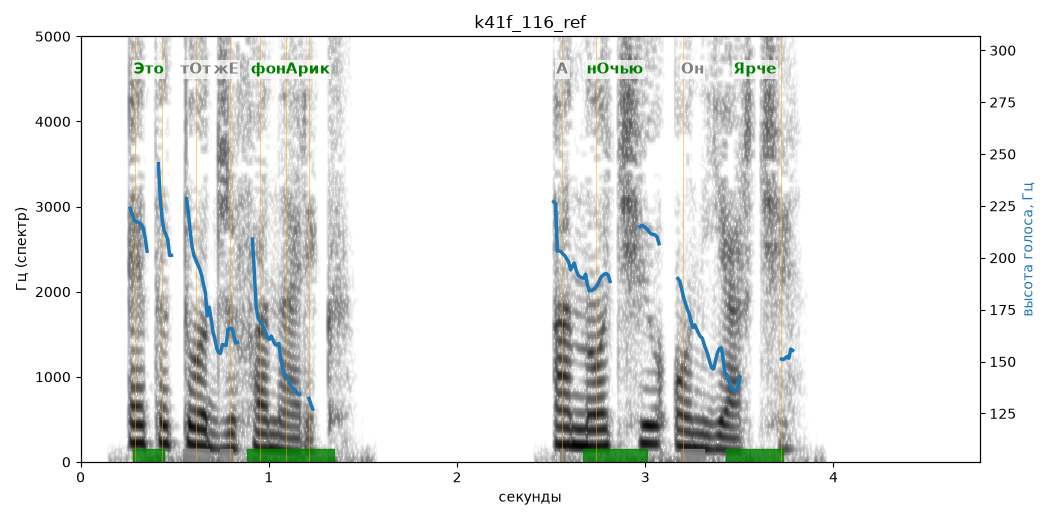 k41f_116_ref
Гц (спектр)
5000
4000
3000
2000
1000
0
Это тОт жЕ фонАрик А нОчью Он Ярче
300
275
250
225
200
175
150
125
высота голоса, Гц
0 1 2 3 4
секунды